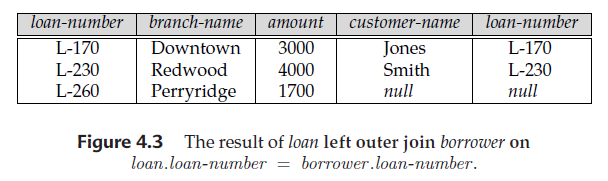 loan-number branch-name amount customer-name loan-number
L-170 Downtown 3000 Jones L-170
L-230 Redwood 4000 Smith L-230
L-260 Perryridge 1700 null null
Figure 4.3 The result of loan left outer join borrower on
loan.loan-number = borrower.loan-number.